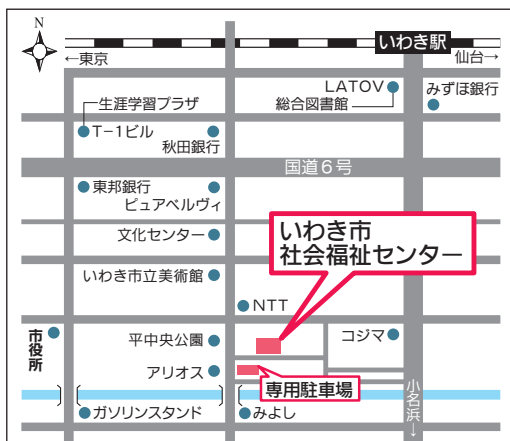 N
いわき駅
←東京
仙台→
LATOV
総合図書館
みずほ銀行
生涯学習プラザ
T-1ビル
秋田銀行
国道6号
東邦銀行
ピュアベルヴィ
いわき市
社会福祉センター
文化センター
いわき市立美術館
NTT
市役所
平中央公園
コジマ
アリオス
専用駐車場
小名浜→
ガソリンスタンド
みよし